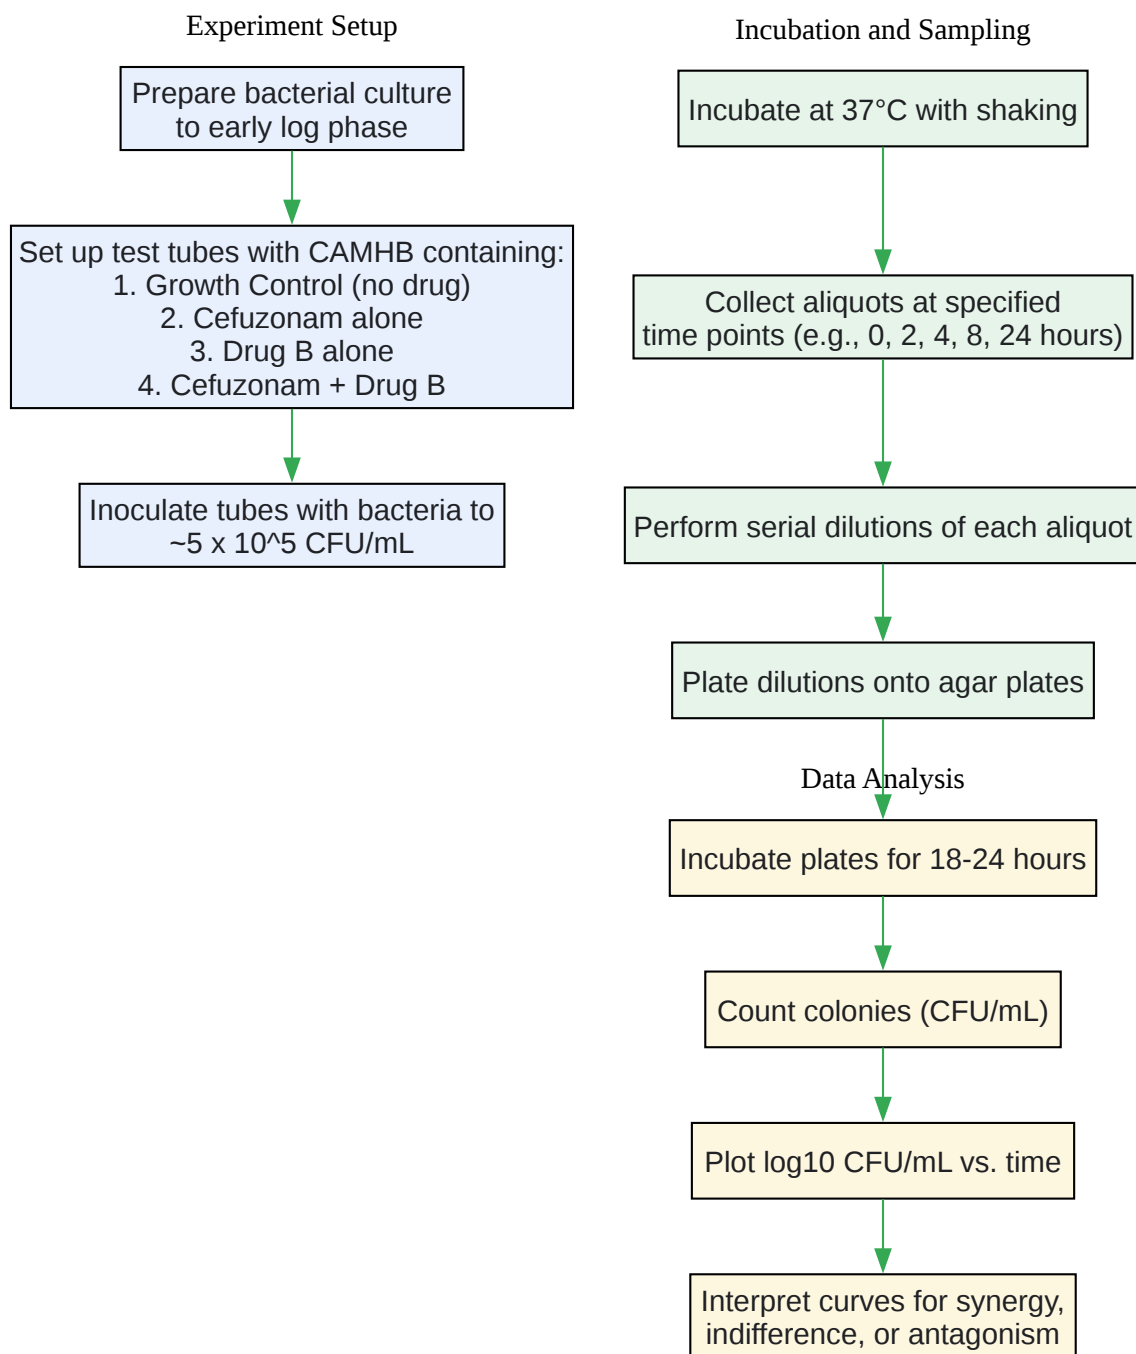 Experiment Setup
Prepare bacterial culture
to early log phase
Set up test tubes with CAMHB containing:
1. Growth Control (no drug)
2. Cefuzonam alone
3. Drug B alone
4. Cefuzonam + Drug B
Inoculate tubes with bacteria to
~5 x 10^5 CFU/mL
Incubation and Sampling
Incubate at 37°C with shaking
Collect aliquots at specified
time points (e.g., 0, 2, 4, 8, 24 hours)
Perform serial dilutions of each aliquot
Plate dilutions onto agar plates
Data Analysis
Incubate plates for 18-24 hours
Count colonies (CFU/mL)
Plot log10 CFU/mL vs. time
Interpret curves for synergy,
indifference, or antagonism